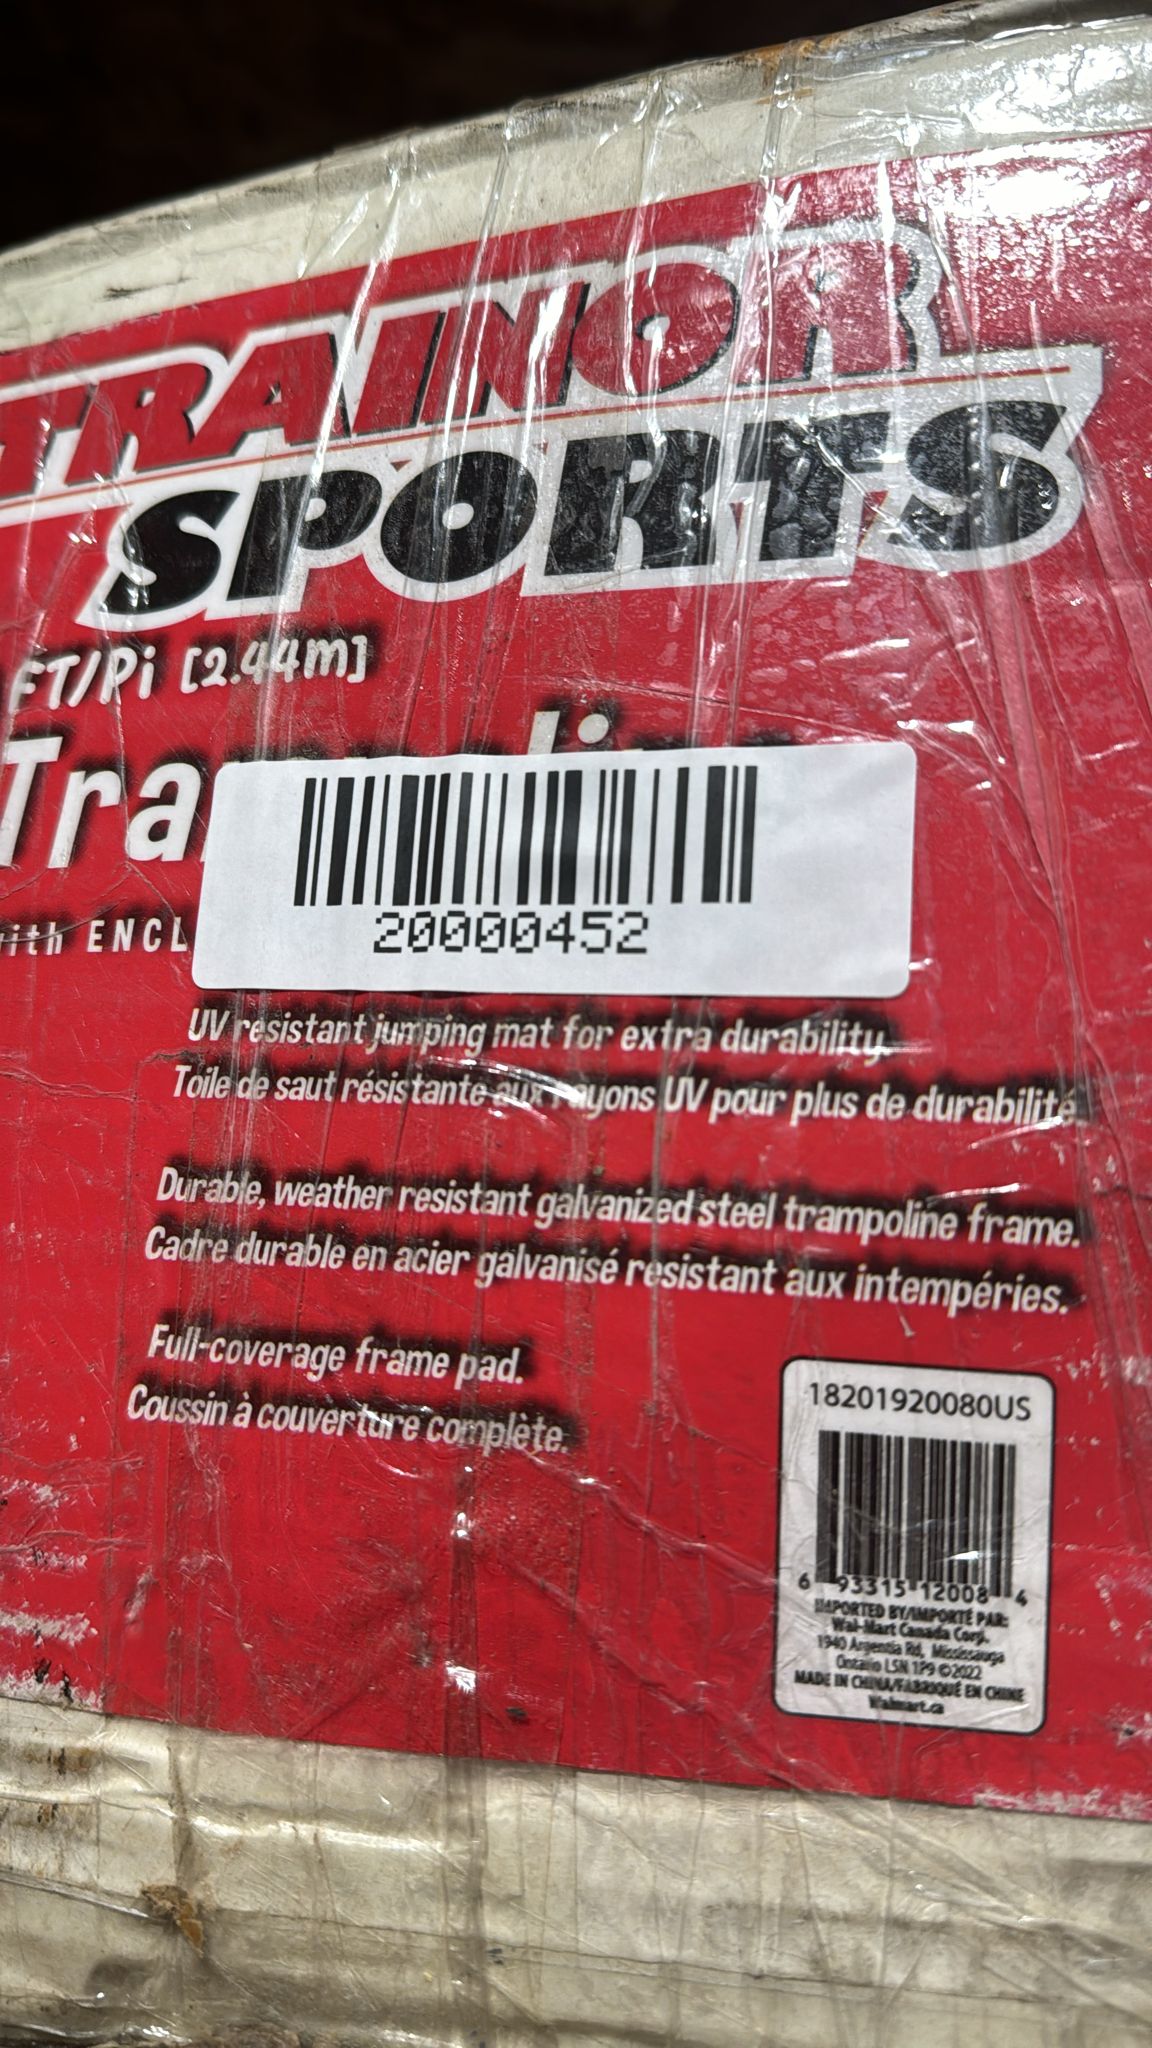 TRAINOR
SPORTS
FT/Pi [2.44m]
20000452
with ENCL
UV resistant jumping mat for extra durability.
Toile de saut résistante aux rayons UV pour plus de durabilité.
Durable, weather resistant galvanized steel trampoline frame.
Cadre durable en acier galvanisé resistant aux intempéries.
Full-coverage frame pad.
Coussin à couverture complète.
18201920080US
6 93315 12008 4
IMPORTED BY/IMPORTÉ PAR:
Wal-Mart Canada Corp.
1940 Argentia Rd, Mississauga
Ontario L5N 1P9 ©2022
MADE IN CHINA/FABRIQUÉ EN CHINE
Walmart.ca